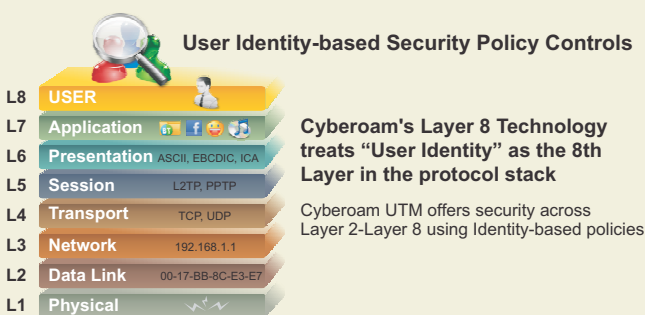 User Identity-based Security Policy Controls
L8 USER
L7 Application
L6 Presentation ASCII, EBCDIC, ICA
L5 Session L2TP, PPTP
L4 Transport TCP, UDP
L3 Network 192.168.1.1
L2 Data Link 00-17-BB-8C-E3-E7
L1 Physical
Cyberoam's Layer 8 Technology
treats “User Identity” as the 8th
Layer in the protocol stack
Cyberoam UTM offers security across
Layer 2-Layer 8 using Identity-based policies